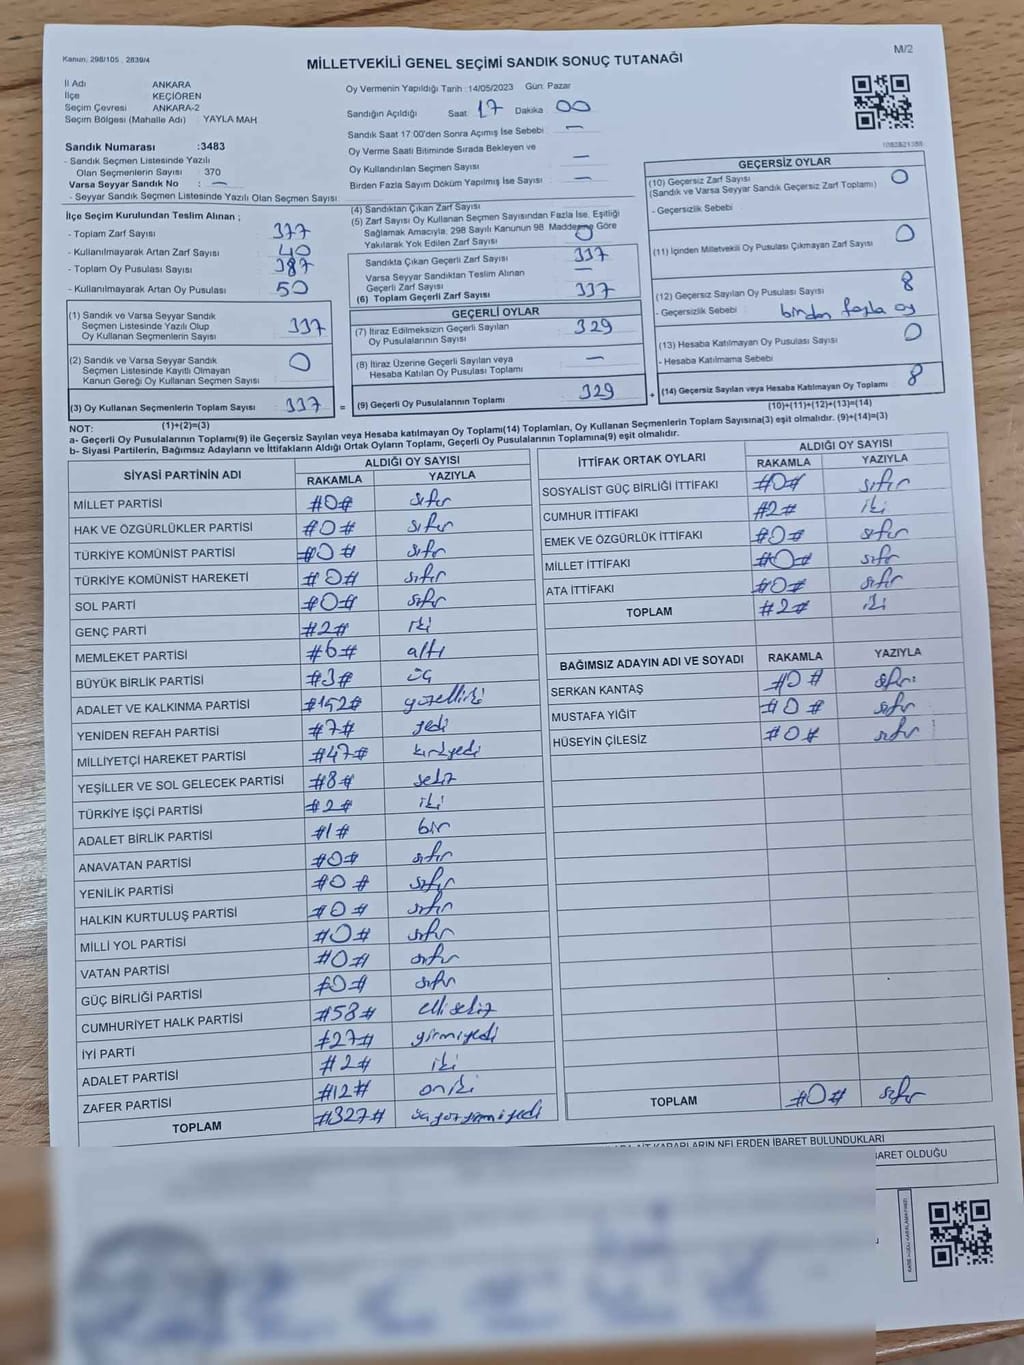 Kanun, 298/105 , 2839/4
M/2
MİLLETVEKİLİ GENEL SEÇİMİ SANDIK SONUÇ TUTANAĞI
İl Adı ANKARA
İlçe KEÇİÖREN
Seçim Çevresi ANKARA-2
Seçim Bölgesi (Mahalle Adı) YAYLA MAH
Sandık Numarası :3483
- Sandık Seçmen Listesinde Yazılı
Olan Seçmenlerin Sayısı 370
Varsa Seyyar Sandık No : —
- Seyyar Sandık Seçmen Listesinde Yazılı Olan Seçmen Sayısı
Oy Vermenin Yapıldığı Tarih :14/05/2023 Gün: Pazar
Sandığın Açıldığı Saat 17 Dakika 00
Sandık Saat 17.00'den Sonra Açımış İse Sebebi : —
Oy Verme Saati Bitiminde Sırada Bekleyen ve
Oy Kullandırılan Seçmen Sayısı : —
Birden Fazla Sayım Döküm Yapılmış İse Sayısı : —
1082821388
İlçe Seçim Kurulundan Teslim Alınan ;
- Toplam Zarf Sayısı : 377
- Kullanılmayarak Artan Zarf Sayısı : 40
- Toplam Oy Pusulası Sayısı : 387
- Kullanılmayarak Artan Oy Pusulası : 50
(1) Sandık ve Varsa Seyyar Sandık
Seçmen Listesinde Yazılı Olup
Oy Kullanan Seçmenlerin Sayısı : 337
(2) Sandık ve Varsa Seyyar Sandık
Seçmen Listesinde Kayıtlı Olmayan
Kanun Gereği Oy Kullanan Seçmen Sayısı : 0
(3) Oy Kullanan Seçmenlerin Toplam Sayısı : 337 =
(1)+(2)=(3)
(4) Sandıktan Çıkan Zarf Sayısı
(5) Zarf Sayısı Oy Kullanan Seçmen Sayısından Fazla İse, Eşitliği
Sağlamak Amacıyla, 298 Sayılı Kanunun 98 Maddesine Göre
Yakılarak Yok Edilen Zarf Sayısı : 0
Sandıkta Çıkan Geçerli Zarf Sayısı : 337
Varsa Seyyar Sandıktan Teslim Alınan
Geçerli Zarf Sayısı : —
(6) Toplam Geçerli Zarf Sayısı : 337
GEÇERLİ OYLAR
(7) İtiraz Edilmeksizin Geçerli Sayılan
Oy Pusulalarının Sayısı : 329
(8) İtiraz Üzerine Geçerli Sayılan veya
Hesaba Katılan Oy Pusulası Toplamı : —
(9) Geçerli Oy Pusulalarının Toplamı : 329 +
GEÇERSİZ OYLAR
(10) Geçersiz Zarf Sayısı
(Sandık ve Varsa Seyyar Sandık Geçersiz Zarf Toplamı) : 0
- Geçersizlik Sebebi
(11) İçinden Milletvekili Oy Pusulası Çıkmayan Zarf Sayısı : 0
(12) Geçersiz Sayılan Oy Pusulası Sayısı : 8
- Geçersizlik Sebebi : birden fazla oy
(13) Hesaba Katılmayan Oy Pusulası Sayısı : 0
- Hesaba Katılmama Sebebi
(14) Geçersiz Sayılan veya Hesaba Katılmayan Oy Toplamı : 8
(10)+(11)+(12)+(13)=(14)
NOT:
a- Geçerli Oy Pusulalarının Toplamı(9) ile Geçersiz Sayılan veya Hesaba katılmayan Oy Toplamı(14) Toplamları, Oy Kullanan Seçmenlerin Toplam Sayısına(3) eşit olmalıdır. (9)+(14)=(3)
b- Siyasi Partilerin, Bağımsız Adayların ve İttifakların Aldığı Ortak Oyların Toplamı, Geçerli Oy Pusulalarının Toplamına(9) eşit olmalıdır.
SİYASİ PARTİNİN ADI ALDIĞI OY SAYISI
RAKAMLA YAZIYLA
MİLLET PARTİSİ #0# sıfır
HAK VE ÖZGÜRLÜKLER PARTİSİ #0# sıfır
TÜRKİYE KOMÜNİST PARTİSİ #0# sıfır
TÜRKİYE KOMÜNİST HAREKETİ #0# sıfır
SOL PARTİ #0# sıfır
GENÇ PARTİ #2# iki
MEMLEKET PARTİSİ #6# altı
BÜYÜK BİRLİK PARTİSİ #3# üç
ADALET VE KALKINMA PARTİSİ #152# yüzelliiki
YENİDEN REFAH PARTİSİ #7# yedi
MİLLİYETÇİ HAREKET PARTİSİ #47# kırkyedi
YEŞİLLER VE SOL GELECEK PARTİSİ #8# sekiz
TÜRKİYE İŞÇİ PARTİSİ #2# iki
ADALET BİRLİK PARTİSİ #1# bir
ANAVATAN PARTİSİ #0# sıfır
YENİLİK PARTİSİ #0# sıfır
HALKIN KURTULUŞ PARTİSİ #0# sıfır
MİLLİ YOL PARTİSİ #0# sıfır
VATAN PARTİSİ #0# sıfır
GÜÇ BİRLİĞİ PARTİSİ #0# sıfır
CUMHURİYET HALK PARTİSİ #58# ellisekiz
İYİ PARTİ #27# yirmiyedi
ADALET PARTİSİ #2# iki
ZAFER PARTİSİ #12# oniki
TOPLAM #327# üçyüzyirmiyedi
İTTİFAK ORTAK OYLARI ALDIĞI OY SAYISI
RAKAMLA YAZIYLA
SOSYALİST GÜÇ BİRLİĞİ İTTİFAKI #0# sıfır
CUMHUR İTTİFAKI #2# iki
EMEK VE ÖZGÜRLÜK İTTİFAKI #0# sıfır
MİLLET İTTİFAKI #0# sıfır
ATA İTTİFAKI #0# sıfır
TOPLAM #2# iki
BAĞIMSIZ ADAYIN ADI VE SOYADI RAKAMLA YAZIYLA
SERKAN KANTAŞ #0# sıfır
MUSTAFA YİĞİT #0# sıfır
HÜSEYİN ÇİLESİZ #0# sıfır
TOPLAM #0# sıfır
KARARLARIN NELERDEN İBARET BULUNDUKLARI
BARET OLDUĞU